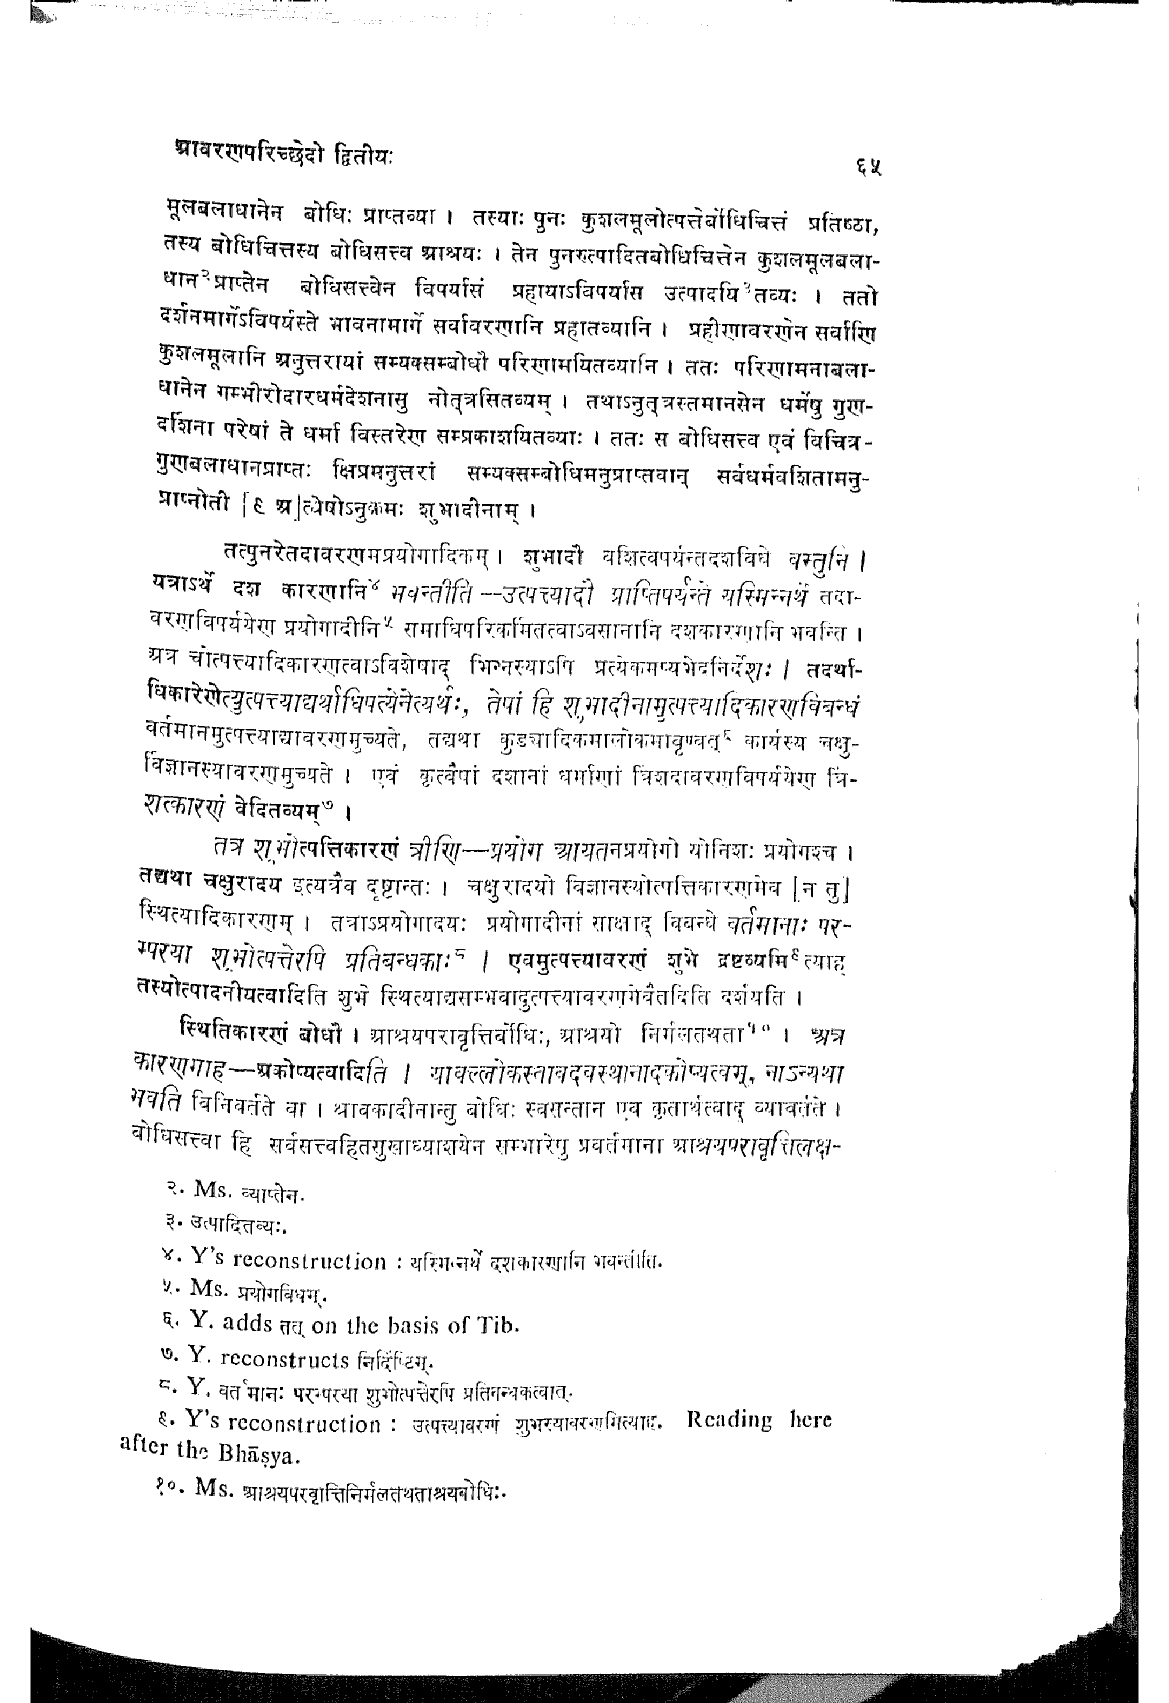 आवरणपरिच्छेदो द्वितीयः
६५
मूलबलाधानेन बोधिः प्राप्तव्या । तस्याः पुनः कुशलमूलोत्पत्तेर्बोधिचित्तं प्रतिष्ठा,
तस्य बोधिचित्तस्य बोधिसत्त्व आश्रयः । तेन पुनरुत्पादितबोधिचित्तेन कुशलमूलबला-
धान२प्राप्तेन बोधिसत्त्वेन विपर्यासं प्रहायाऽविपर्यास उत्पादयि३तव्यः । ततो
दर्शनमार्गेऽविपर्यस्ते भावनामार्गे सर्वावरणानि प्रहातव्यानि । प्रहीणावरणेन सर्वाणि
कुशलमूलानि अनुत्तरायां सम्यक्सम्बोधौ परिणामयितव्यानि । ततः परिणामनाबला-
धानेन गम्भीरोदारधर्मदेशनासु नोत्त्रसितव्यम् । तथाऽनुत्त्रस्तमानसेन धर्मेषु गुण-
दर्शिना परेषां ते धर्मा विस्तरेण सम्प्रकाशयितव्याः । ततः स बोधिसत्त्व एवं विचित्र-
गुणबलाधानप्राप्तः क्षिप्रमनुत्तरां सम्यक्सम्बोधिमनुप्राप्तवान् सर्वधर्मवशितामनु-
प्राप्नोती [९ अ]त्येषोऽनुक्रमः शुभादीनाम् ।
तत्पुनरेतदावरणमप्रयोगादिकम् । शुभादौ वशित्वपर्यन्तदशविधे वस्तुनि ।
यत्राऽर्थे दश कारणानि४ भवन्तीति --उत्पत्त्यादौ प्राप्तिपर्यन्ते यस्मिन्नर्थे तदा-
वरणविपर्ययेण प्रयोगादीनि५ समाधिपरिकर्मितत्वाऽवसानानि दशकारणानि भवन्ति ।
अत्र चोत्पत्त्यादिकारणत्वाऽविशेषाद् भिन्नस्याऽपि प्रत्येकमप्यभेदनिर्देशः । तदर्था-
धिकारेणेत्युत्पत्त्याद्यर्थाधिपत्येनेत्यर्थः, तेषां हि शुभादीनामुत्पत्त्यादिकारणविबन्धं
वर्तमानमुत्पत्त्याद्यावरणमुच्यते, तद्यथा कुड्यादिकमालोकमावृण्वत्६ कार्यस्य चक्षु-
र्विज्ञानस्यावरणमुच्यते । एवं कृत्वैषां दशानां धर्माणां त्रिंशदावरणविपर्ययेण त्रिं-
शत्कारणं वेदितव्यम्७ ।
तत्र शुभोत्पत्तिकारणं त्रीणि—प्रयोग आयतनप्रयोगो योनिशः प्रयोगश्च ।
तद्यथा चक्षुरादय इत्यत्रैव दृष्टान्तः । चक्षुरादयो विज्ञानस्योत्पत्तिकारणमेव [न तु]
स्थित्यादिकारणम् । तत्राऽप्रयोगादयः प्रयोगादीनां साक्षाद् विबन्धे वर्तमानाः पर-
म्परया शुभोत्पत्तेरपि प्रतिबन्धकाः८ । एवमुत्पत्त्यावरणं शुभे द्रष्टव्यमि९त्याह
तस्योत्पादनीयत्वादिति शुभे स्थित्याद्यसम्भवादुत्पत्त्यावरणमेवैतदिति दर्शयति ।
स्थितिकारणं बोधौ । आश्रयपरावृत्तिर्बोधिः, आश्रयो निर्मलतथता१० । अत्र
कारणमाह—अकोप्यत्वादिति । यावल्लोकस्तावदवस्थानादकोप्यत्वम्, नाऽन्यथा
भवति विनिवर्तते वा । श्रावकादीनान्तु बोधिः स्वसन्तान एव कृतार्थत्वाद् व्यावर्तते ।
बोधिसत्त्वा हि सर्वसत्त्वहितसुखाध्याशयेन सम्भारेषु प्रवर्तमाना आश्रयपरावृत्तिलक्ष-
२. Ms. व्याप्तेन.
३. उत्पादितव्यः.
४. Y's reconstruction : यस्मिन्नर्थे दशकारणानि भवन्तीति.
५. Ms. प्रयोगविधम्.
६. Y. adds तत् on the basis of Tib.
७. Y. reconstructs निर्दिष्टम्.
८. Y. वर्तमानः परम्परया शुभोत्पत्तेरपि प्रतिबन्धकत्वात्.
९. Y's reconstruction : उत्पत्त्यावरणं शुभस्यावरणमित्याह. Reading here
after the Bhāṣya.
१०. Ms. आश्रयपरवृत्तिनिर्मलतथताश्रयबोधिः.